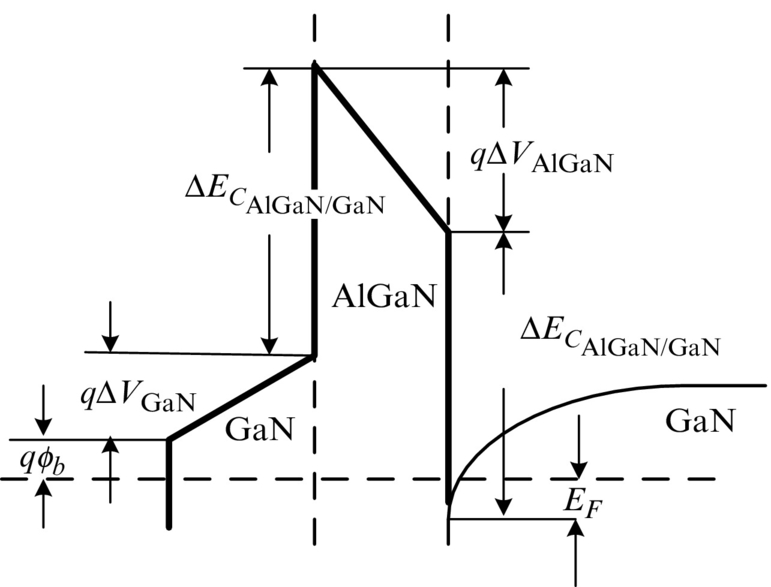 qΔV_AlGaN
ΔE_C_AlGaN/GaN
AlGaN
ΔE_C_AlGaN/GaN
qΔV_GaN
GaN
GaN
qϕ_b
E_F